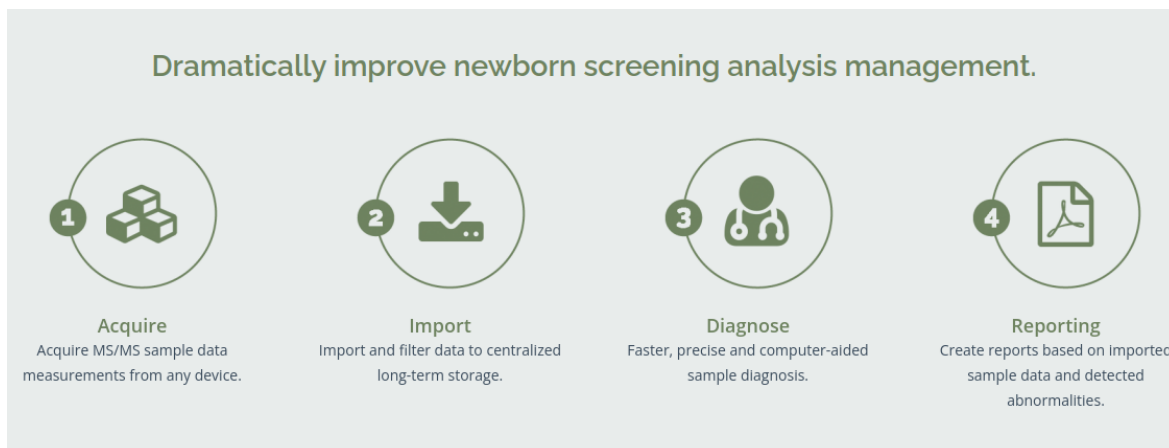 Dramatically improve newborn screening analysis management.
1
Acquire
Acquire MS/MS sample data
measurements from any device.
2
Import
Import and filter data to centralized
long-term storage.
3
Diagnose
Faster, precise and computer-aided
sample diagnosis.
4
Reporting
Create reports based on imported
sample data and detected
abnormalities.